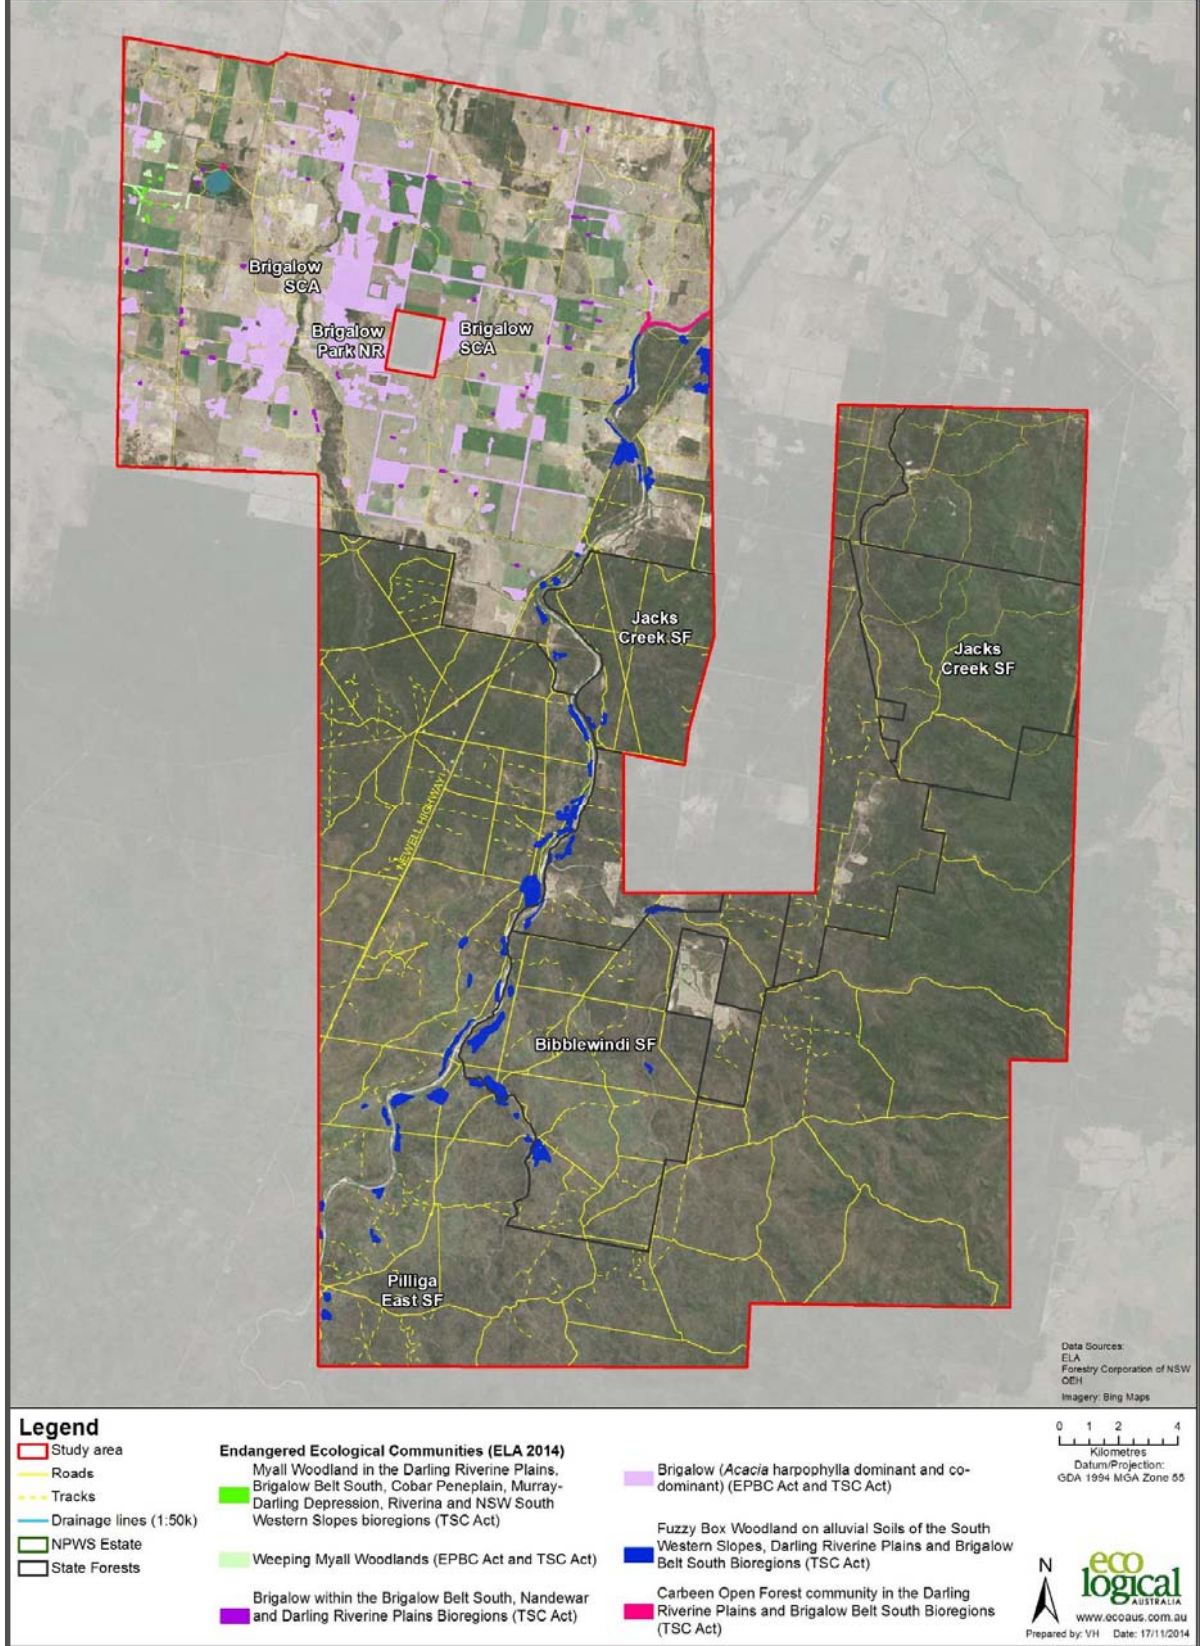 Brigalow
SCA
Brigalow
Park NR
Brigalow
SCA
Jacks
Creek SF
Jacks
Creek SF
NEWELL HIGHWAY
Bibblewindi SF
Pilliga
East SF
Data Sources:
ELA
Forestry Corporation of NSW
OEH
Imagery: Bing Maps
Legend
Study area
Roads
Tracks
Drainage lines (1:50k)
NPWS Estate
State Forests
Endangered Ecological Communities (ELA 2014)
Myall Woodland in the Darling Riverine Plains,
Brigalow Belt South, Cobar Peneplain, Murray-
Darling Depression, Riverina and NSW South
Western Slopes bioregions (TSC Act)
Weeping Myall Woodlands (EPBC Act and TSC Act)
Brigalow within the Brigalow Belt South, Nandewar
and Darling Riverine Plains Bioregions (TSC Act)
Brigalow (Acacia harpophylla dominant and co-
dominant) (EPBC Act and TSC Act)
Fuzzy Box Woodland on alluvial Soils of the South
Western Slopes, Darling Riverine Plains and Brigalow
Belt South Bioregions (TSC Act)
Carbeen Open Forest community in the Darling
Riverine Plains and Brigalow Belt South Bioregions
(TSC Act)
0 1 2 4
Kilometres
Datum/Projection:
GDA 1994 MGA Zone 55
N
eco
logical
AUSTRALIA
www.ecoaus.com.au
Prepared by: VH Date: 17/11/2014